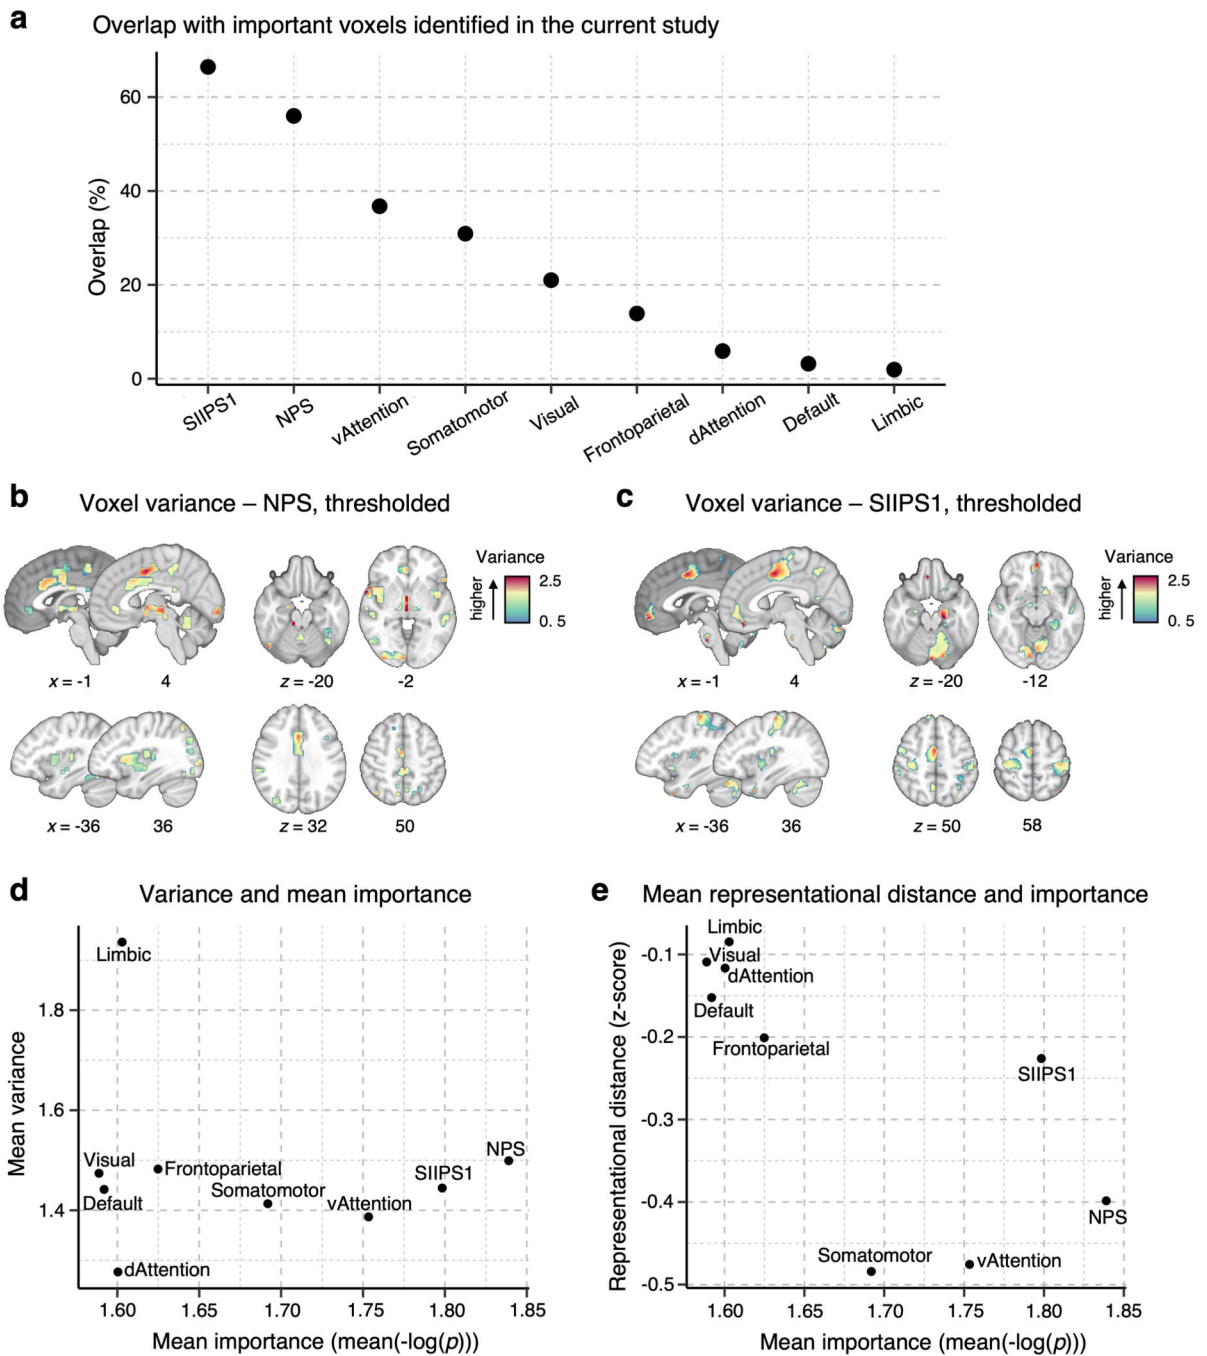 a
Overlap with important voxels identified in the current study
Overlap (%)
60
40
20
0
SIIPS1
NPS
vAttention
Somatomotor
Visual
Frontoparietal
dAttention
Default
Limbic
b
Voxel variance – NPS, thresholded
x = -1
4
z = -20
-2
Variance
higher
2.5
0. 5
x = -36
36
z = 32
50
c
Voxel variance – SIIPS1, thresholded
x = -1
4
z = -20
-12
Variance
higher
2.5
0. 5
x = -36
36
z = 50
58
d
Variance and mean importance
Mean variance
1.8
1.6
1.4
Limbic
Visual
Default
Frontoparietal
Somatomotor
vAttention
SIIPS1
NPS
dAttention
1.60
1.65
1.70
1.75
1.80
1.85
Mean importance (mean(-log(p)))
e
Mean representational distance and importance
Representational distance (z-score)
-0.1
-0.2
-0.3
-0.4
-0.5
Limbic
Visual
dAttention
Default
Frontoparietal
SIIPS1
NPS
Somatomotor
vAttention
1.60
1.65
1.70
1.75
1.80
1.85
Mean importance (mean(-log(p)))